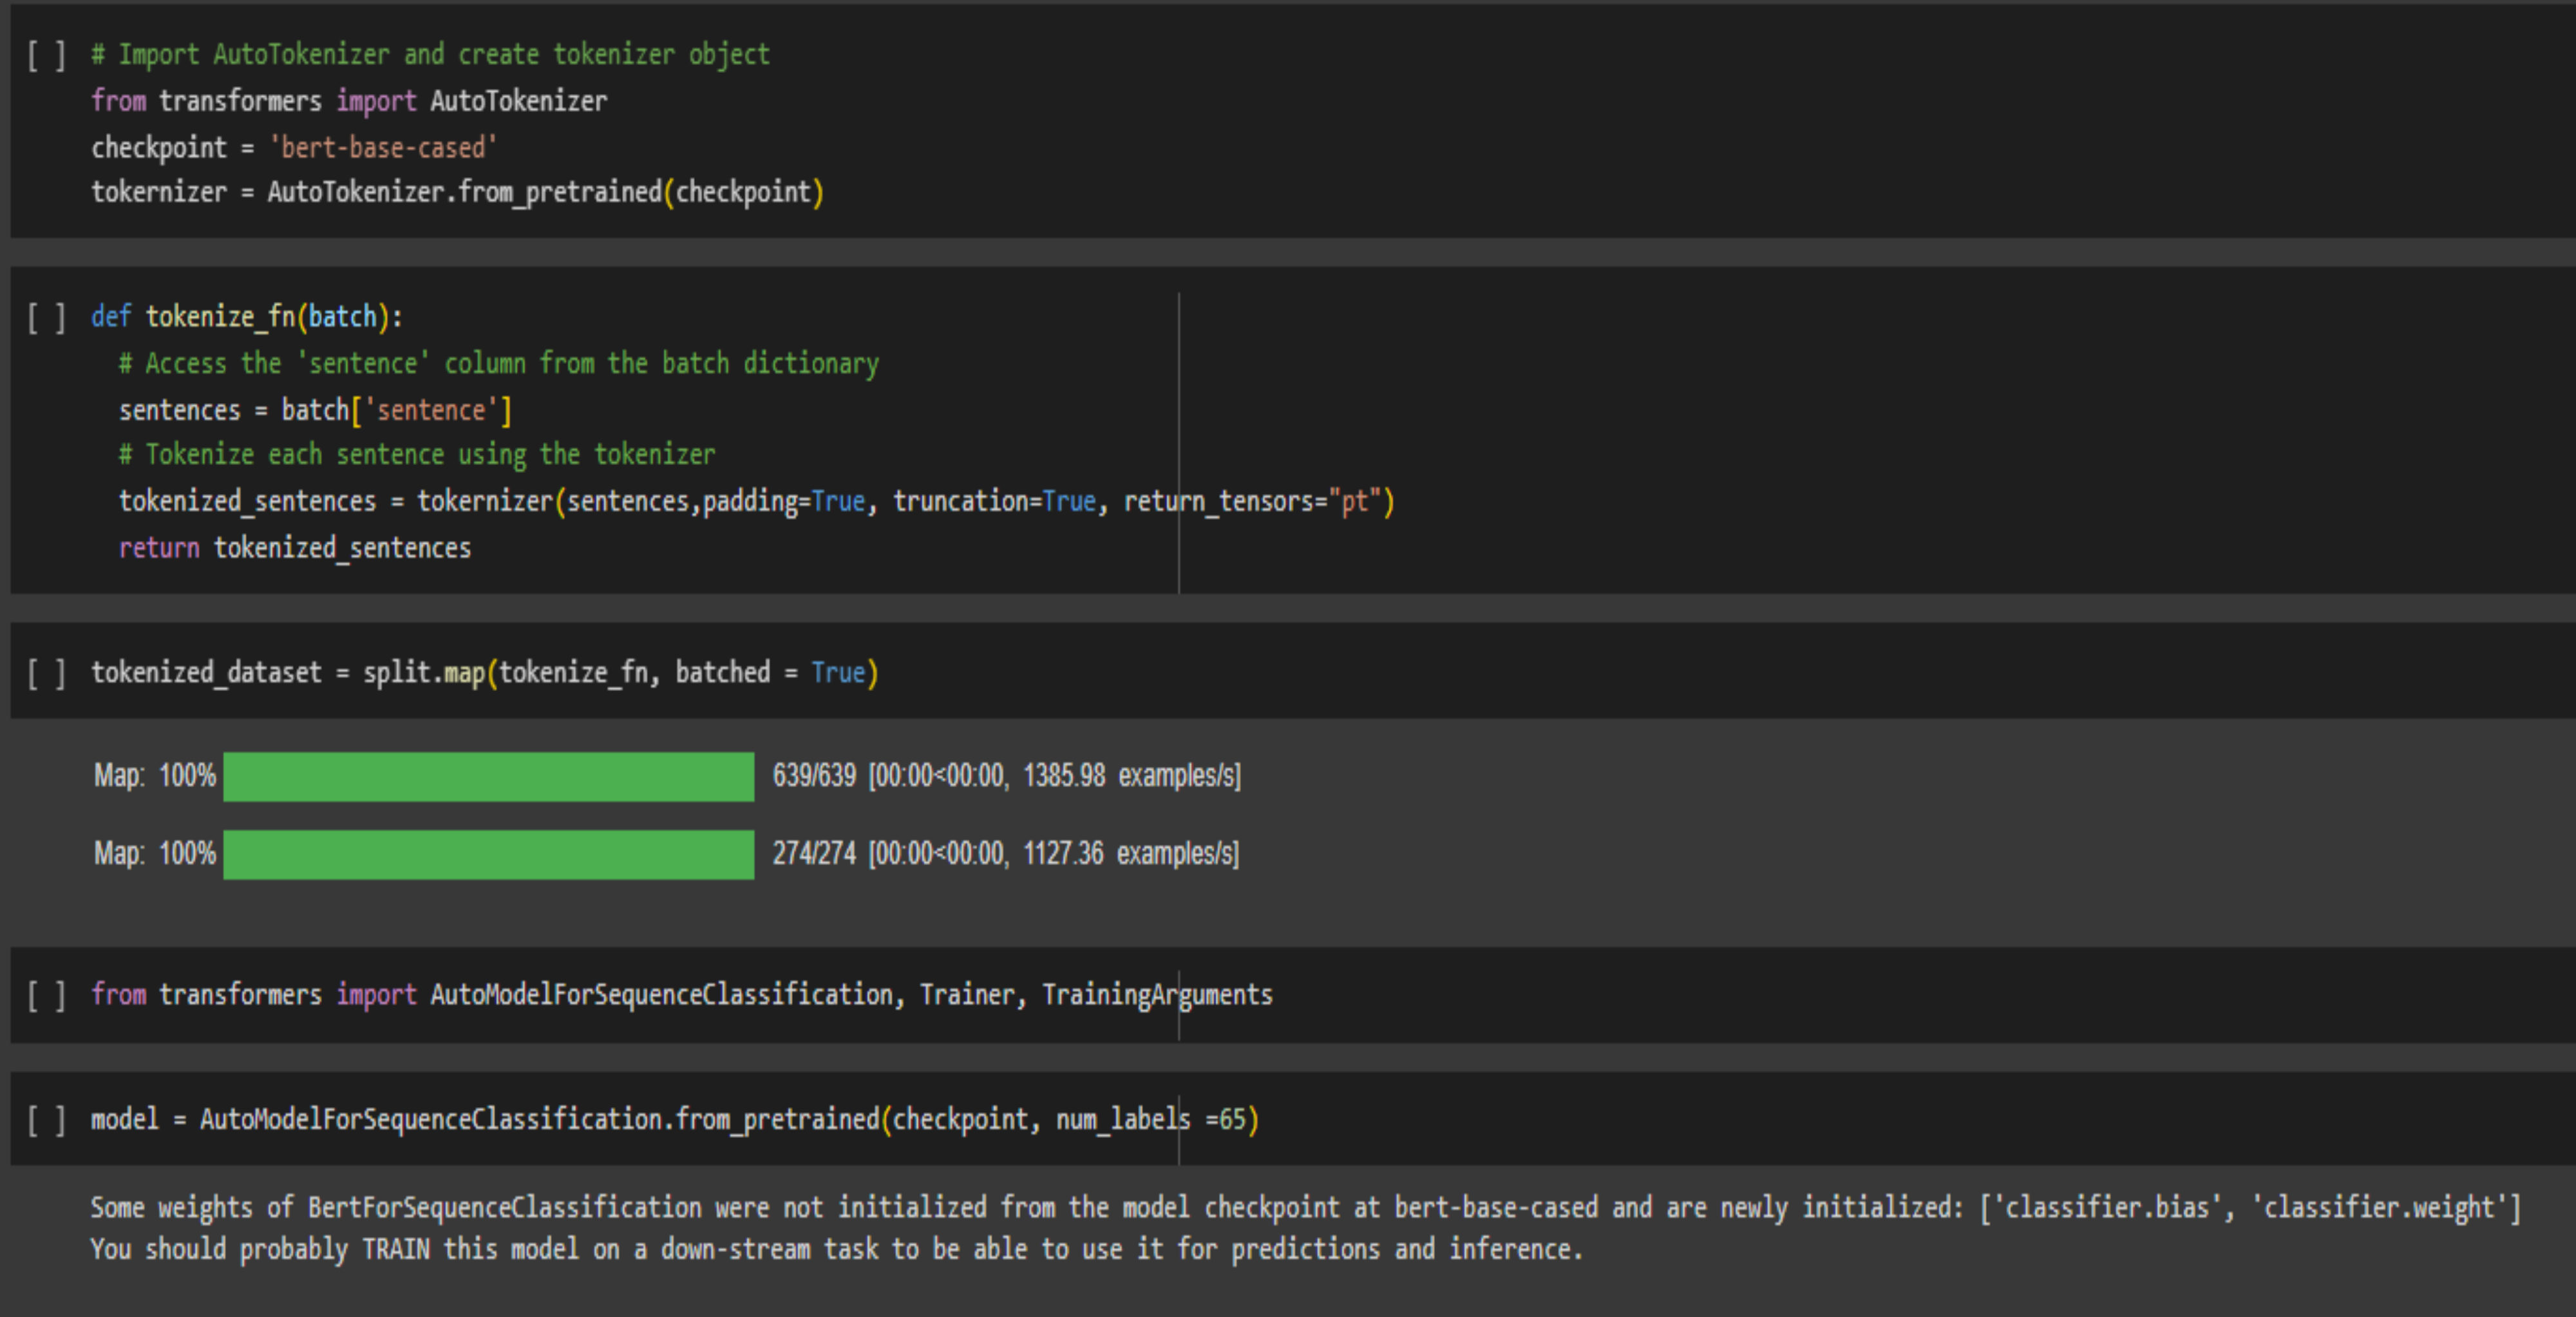 [ ] # Import AutoTokenizer and create tokenizer object
from transformers import AutoTokenizer
checkpoint = 'bert-base-cased'
tokernizer = AutoTokenizer.from_pretrained(checkpoint)
[ ] def tokenize_fn(batch):
# Access the 'sentence' column from the batch dictionary
sentences = batch['sentence']
# Tokenize each sentence using the tokenizer
tokenized_sentences = tokernizer(sentences,padding=True, truncation=True, return_tensors="pt")
return tokenized_sentences
[ ] tokenized_dataset = split.map(tokenize_fn, batched = True)
Map: 100% 639/639 [00:00<00:00, 1385.98 examples/s]
Map: 100% 274/274 [00:00<00:00, 1127.36 examples/s]
[ ] from transformers import AutoModelForSequenceClassification, Trainer, TrainingArguments
[ ] model = AutoModelForSequenceClassification.from_pretrained(checkpoint, num_labels =65)
Some weights of BertForSequenceClassification were not initialized from the model checkpoint at bert-base-cased and are newly initialized: ['classifier.bias', 'classifier.weight']
You should probably TRAIN this model on a down-stream task to be able to use it for predictions and inference.